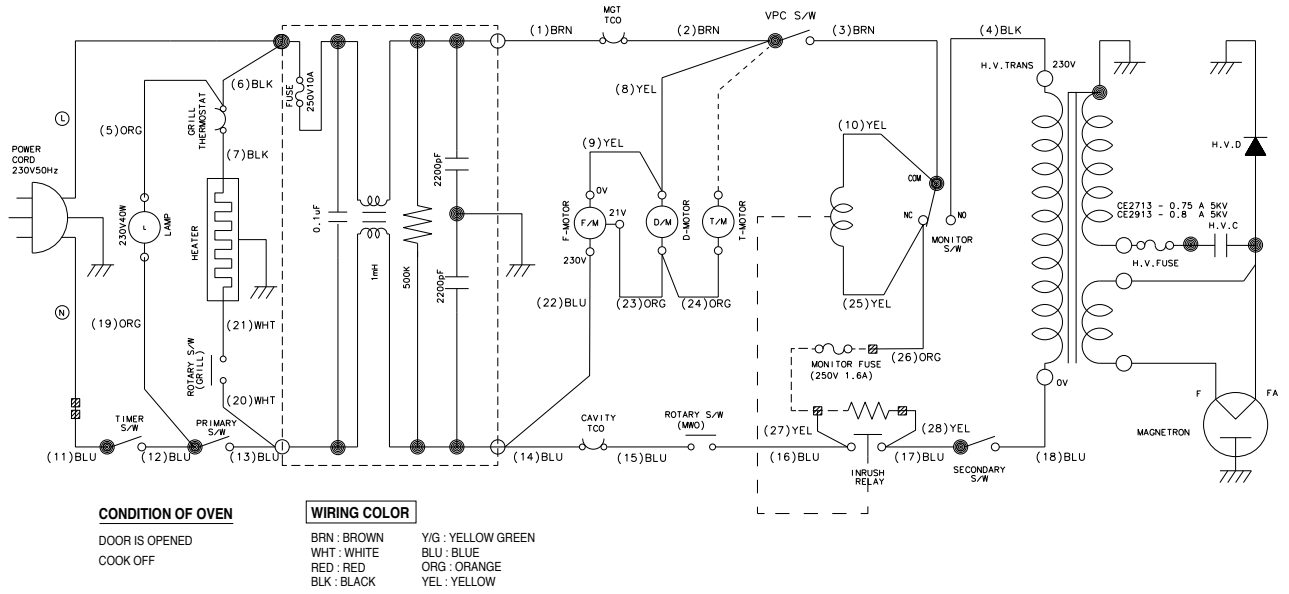 MGT
TCO
(1)BRN
(2)BRN
VPC S/W
(3)BRN
(4)BLK
H.V.TRANS
230V
(6)BLK
FUSE
250V10A
(8)YEL
L
(5)ORG
GRILL
THERMOSTAT
(10)YEL
POWER
CORD
230V50Hz
(7)BLK
(9)YEL
H.V.D
2200pF
COM
0V
230V40W
L
LAMP
HEATER
0.1uF
F-MOTOR
F/M
21V
D/M
D-MOTOR
T/M
T-MOTOR
NC
NO
MONITOR
S/W
CE2713 - 0.75 A 5KV
CE2913 - 0.8 A 5KV
H.V.C
230V
H.V.FUSE
1mH
500K
2200pF
(22)BLU
(23)ORG
(24)ORG
(25)YEL
N
(19)ORG
(21)WHT
ROTARY S/W
(GRILL)
(26)ORG
MONITOR FUSE
(250V 1.6A)
(20)WHT
0V
F
FA
MAGNETRON
TIMER
S/W
PRIMARY
S/W
CAVITY
TCO
ROTARY S/W
(MWO)
(27)YEL
(28)YEL
(11)BLU
(12)BLU
(13)BLU
(14)BLU
(15)BLU
(16)BLU
INRUSH
RELAY
(17)BLU
SECONDARY
S/W
(18)BLU
CONDITION OF OVEN
DOOR IS OPENED
COOK OFF
WIRING COLOR
BRN : BROWN
Y/G : YELLOW GREEN
WHT : WHITE
BLU : BLUE
RED : RED
ORG : ORANGE
BLK : BLACK
YEL : YELLOW